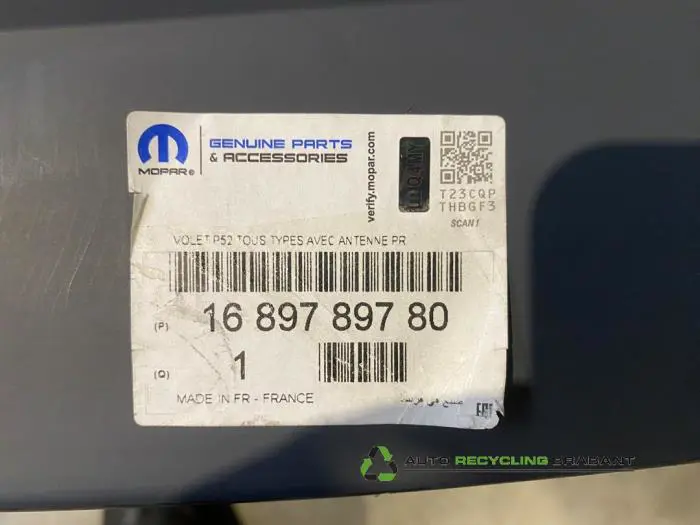 MOPAR®
GENUINE PARTS
& ACCESSORIES
verify.mopar.com
T23CQP
THBGF3
SCAN!
VOLET P52 TOUS TYPES AVEC ANTENNE PR
(P) 16 897 897 80
(Q) 1
MADE IN FR - FRANCE
صنع في فرنسا
EAC
AUTO RECYCLING BRABANT